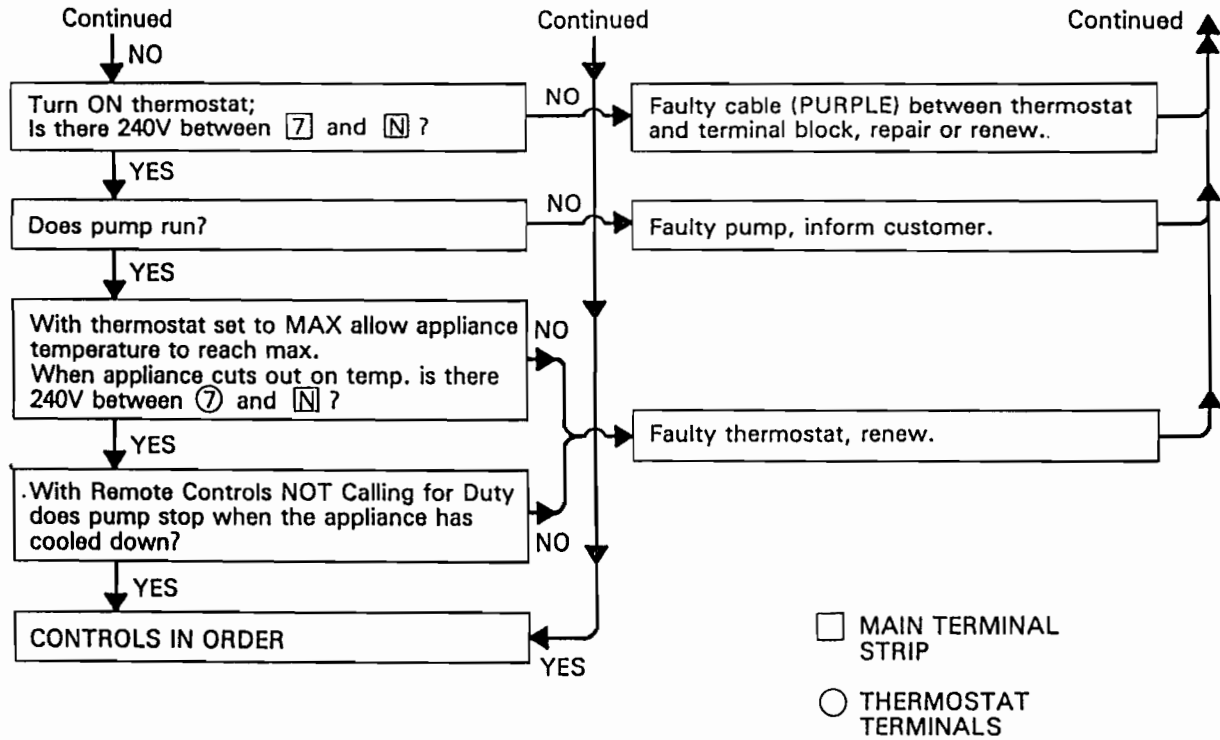 Continued
Continued
Continued
NO
Turn ON thermostat;
Is there 240V between 7 and N ?
NO
Faulty cable (PURPLE) between thermostat
and terminal block, repair or renew..
YES
Does pump run?
NO
Faulty pump, inform customer.
YES
With thermostat set to MAX allow appliance
temperature to reach max.
When appliance cuts out on temp. is there
240V between 7 and N ?
NO
Faulty thermostat, renew.
YES
.With Remote Controls NOT Calling for Duty
does pump stop when the appliance has
cooled down?
NO
YES
CONTROLS IN ORDER
YES
MAIN TERMINAL
STRIP
THERMOSTAT
TERMINALS